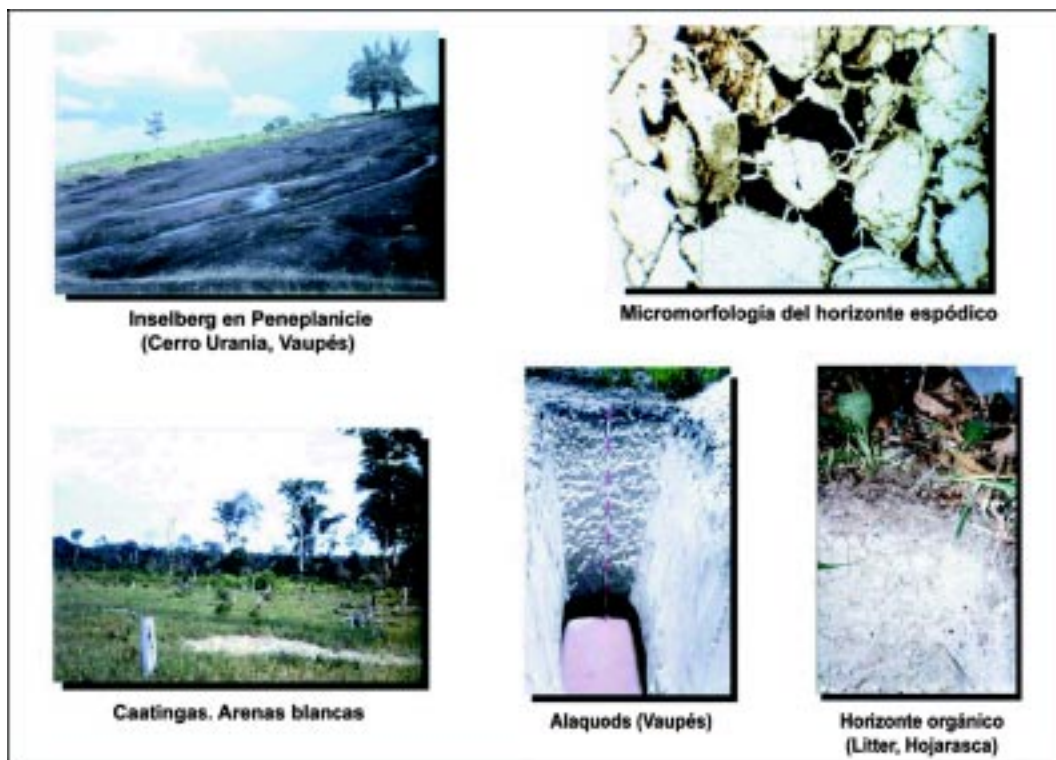 Inselberg en Peneplanicie
(Cerro Urania, Vaupés)
Micromorfología del horizonte espódico
Caatingas. Arenas blancas
Alaquods (Vaupés)
Horizonte orgánico
(Litter, Hojarasca)